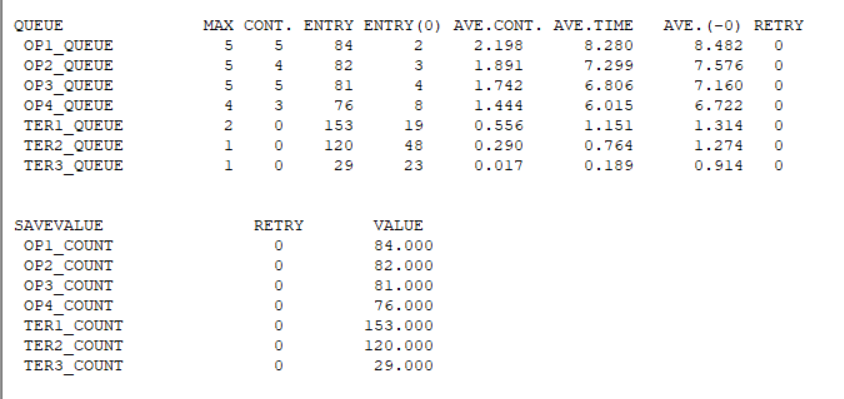 QUEUE MAX CONT. ENTRY ENTRY(0) AVE.CONT. AVE.TIME AVE.(-0) RETRY
OP1_QUEUE 5 5 84 2 2.198 8.280 8.482 0
OP2_QUEUE 5 4 82 3 1.891 7.299 7.576 0
OP3_QUEUE 5 5 81 4 1.742 6.806 7.160 0
OP4_QUEUE 4 3 76 8 1.444 6.015 6.722 0
TER1_QUEUE 2 0 153 19 0.556 1.151 1.314 0
TER2_QUEUE 1 0 120 48 0.290 0.764 1.274 0
TER3_QUEUE 1 0 29 23 0.017 0.189 0.914 0
SAVEVALUE RETRY VALUE
OP1_COUNT 0 84.000
OP2_COUNT 0 82.000
OP3_COUNT 0 81.000
OP4_COUNT 0 76.000
TER1_COUNT 0 153.000
TER2_COUNT 0 120.000
TER3_COUNT 0 29.000